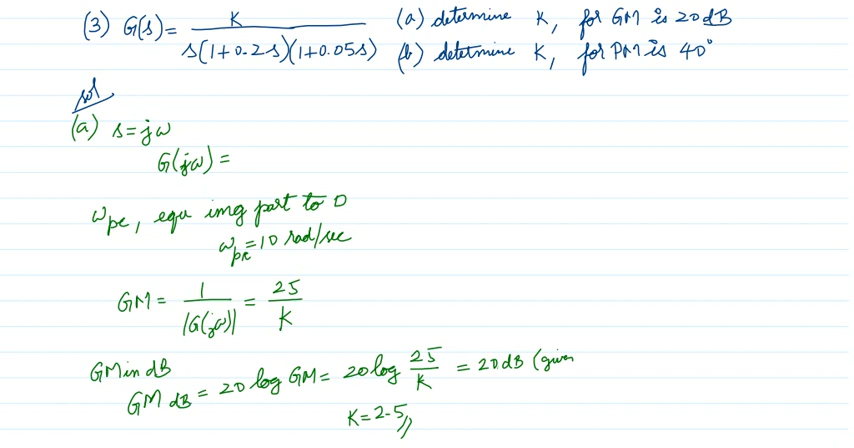 (3) G(s) = K / s(1+0.2s)(1+0.05s) (a) determine K, for GM is 20dB
(b) determine K, for PM is 40°
sol
(a) s=jω
G(jω) =
ωpc, equ img part to 0
ωpc=10 rad/sec
GM = 1 / |G(jω)| = 25 / K
GM in dB
GM dB = 20 log GM = 20 log 25/K = 20dB (given
K=2.5//